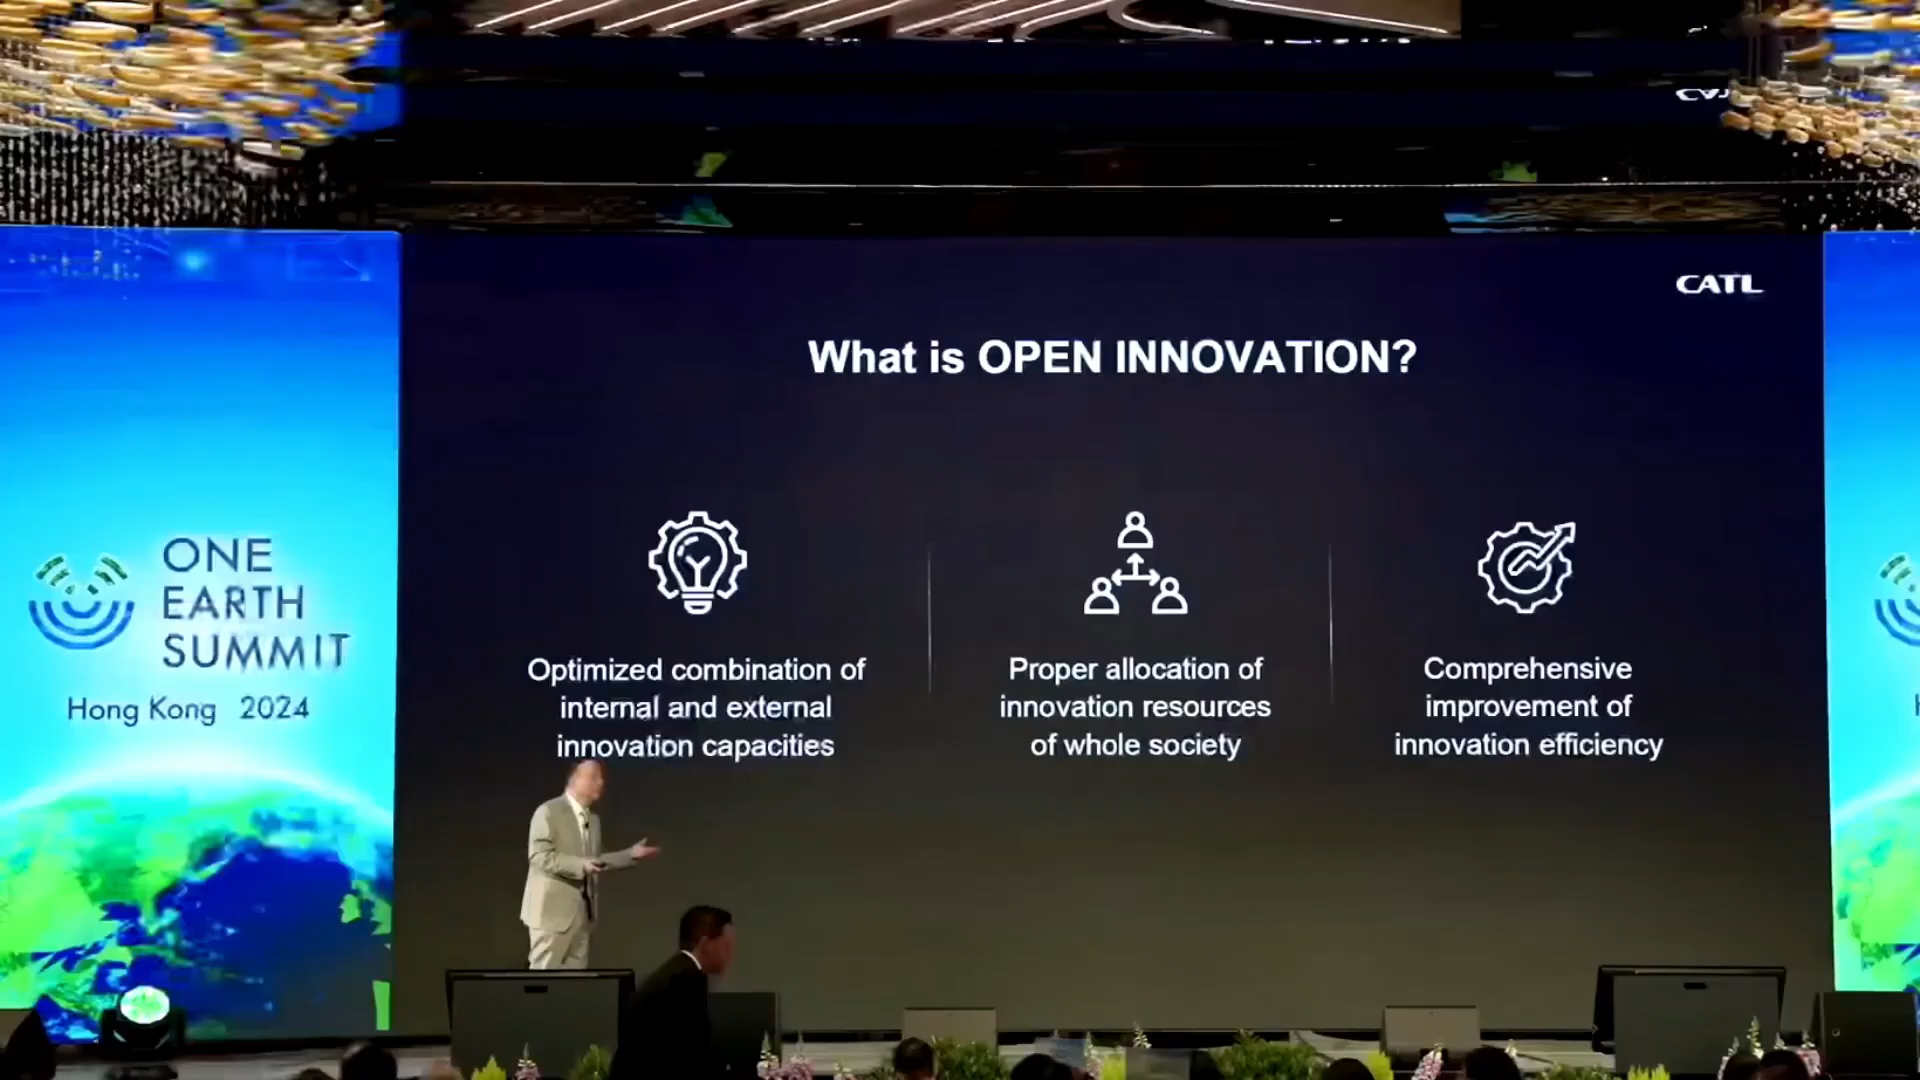 CATL
What is OPEN INNOVATION?
ONE
EARTH
SUMMIT
Hong Kong 2024
Optimized combination of
internal and external
innovation capacities
Proper allocation of
innovation resources
of whole society
Comprehensive
improvement of
innovation efficiency